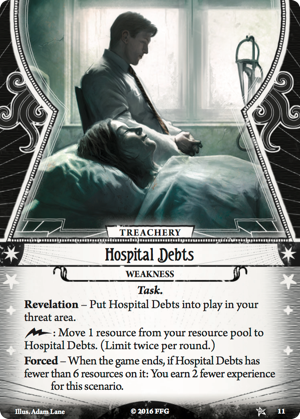 TREACHERY
Hospital Debts
WEAKNESS
Task.
Revelation – Put Hospital Debts into play in your
threat area.
: Move 1 resource from your resource pool to
Hospital Debts. (Limit twice per round.)
Forced – When the game ends, if Hospital Debts has
fewer than 6 resources on it: You earn 2 fewer experience
for this scenario.
Illus. Adam Lane
© 2016 FFG
11